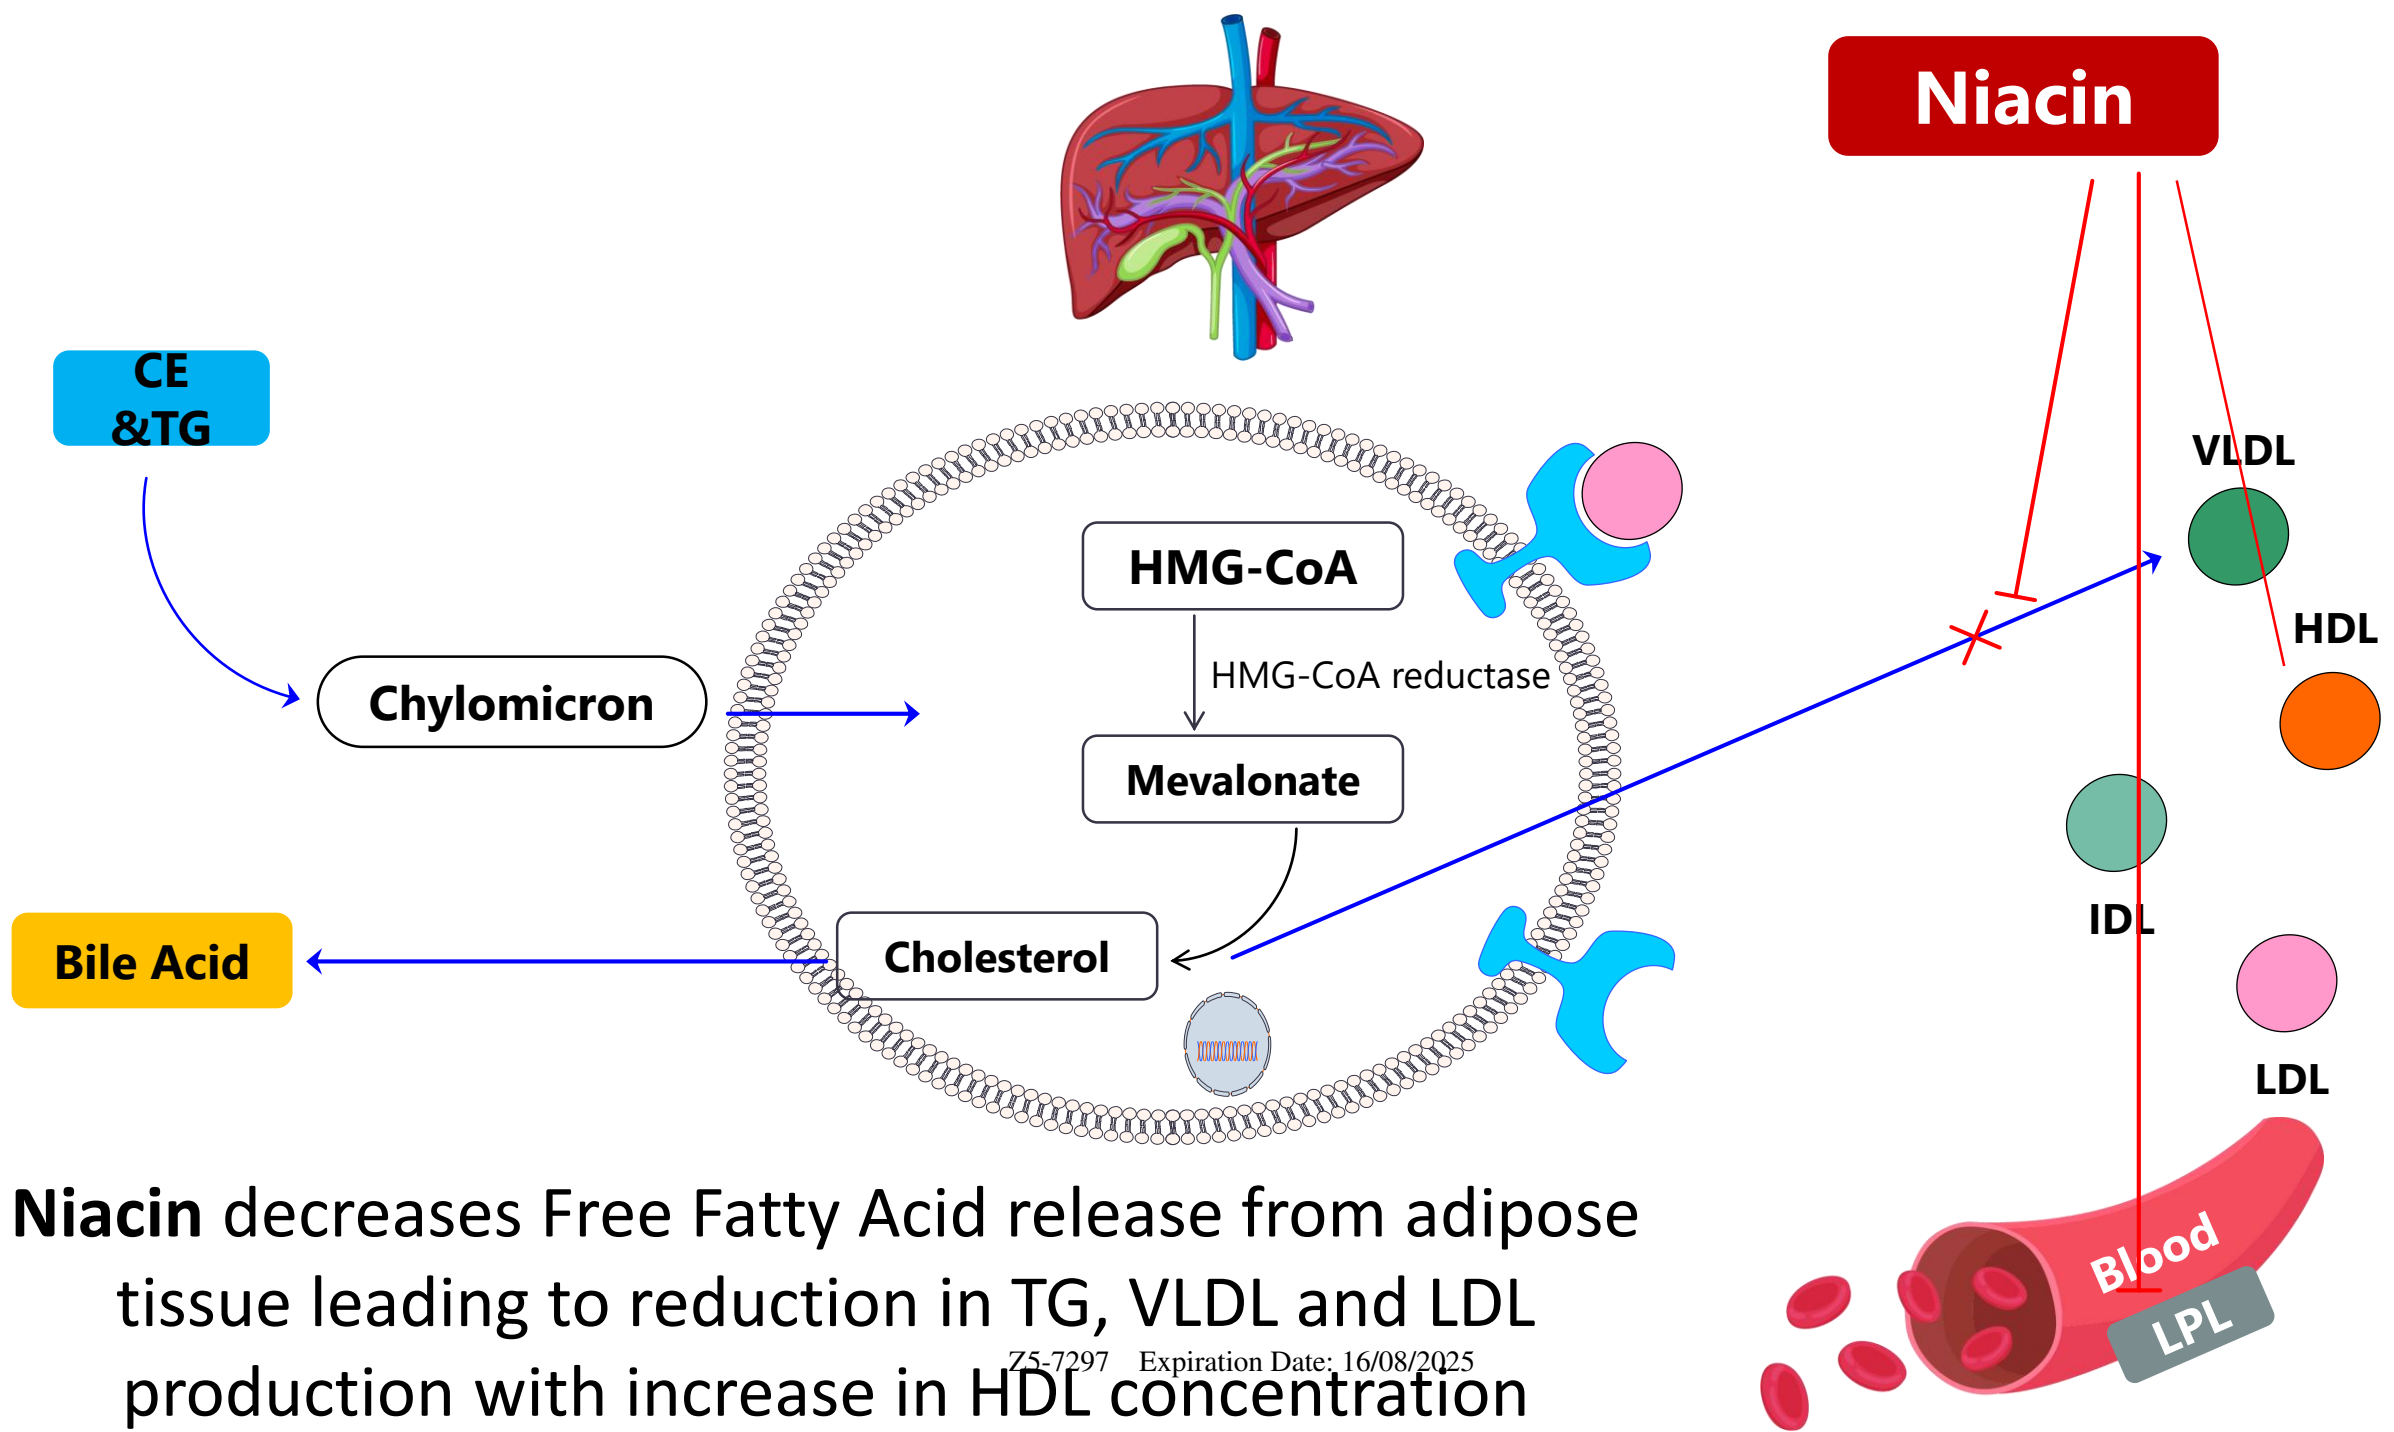 Niacin
CE
&TG
VLDL
HMG-CoA
HDL
HMG-CoA reductase
Chylomicron
Mevalonate
IDL
Cholesterol
Bile Acid
LDL
Niacin decreases Free Fatty Acid release from adipose
tissue leading to reduction in TG, VLDL and LDL
production with increase in HDL concentration
Z5-7297 Expiration Date: 16/08/2025
Blood
LPL